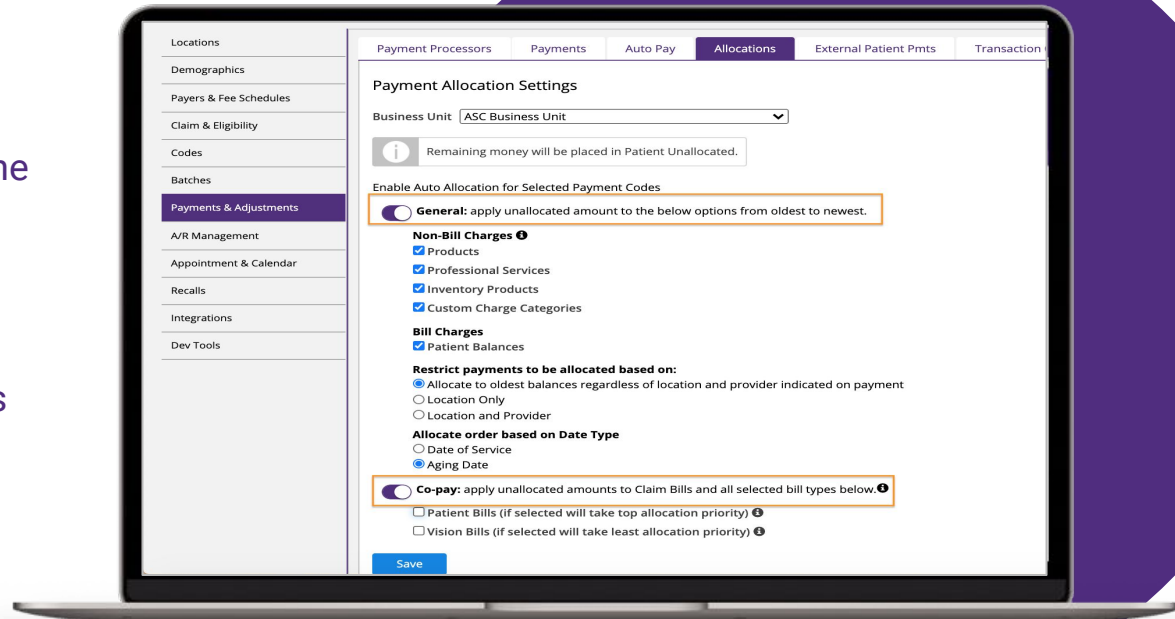 ne
s
Locations
Demographics
Payers & Fee Schedules
Claim & Eligibility
Codes
Batches
Payments & Adjustments
A/R Management
Appointment & Calendar
Recalls
Integrations
Dev Tools
Payment Processors Payments Auto Pay Allocations External Patient Pmts Transaction
Payment Allocation Settings
Business Unit ASC Business Unit
Remaining money will be placed in Patient Unallocated.
Enable Auto Allocation for Selected Payment Codes
General: apply unallocated amount to the below options from oldest to newest.
Non-Bill Charges
Products
Professional Services
Inventory Products
Custom Charge Categories
Bill Charges
Patient Balances
Restrict payments to be allocated based on:
Allocate to oldest balances regardless of location and provider indicated on payment
Location Only
Location and Provider
Allocate order based on Date Type
Date of Service
Aging Date
Co-pay: apply unallocated amounts to Claim Bills and all selected bill types below.
Patient Bills (if selected will take top allocation priority)
Vision Bills (if selected will take least allocation priority)
Save